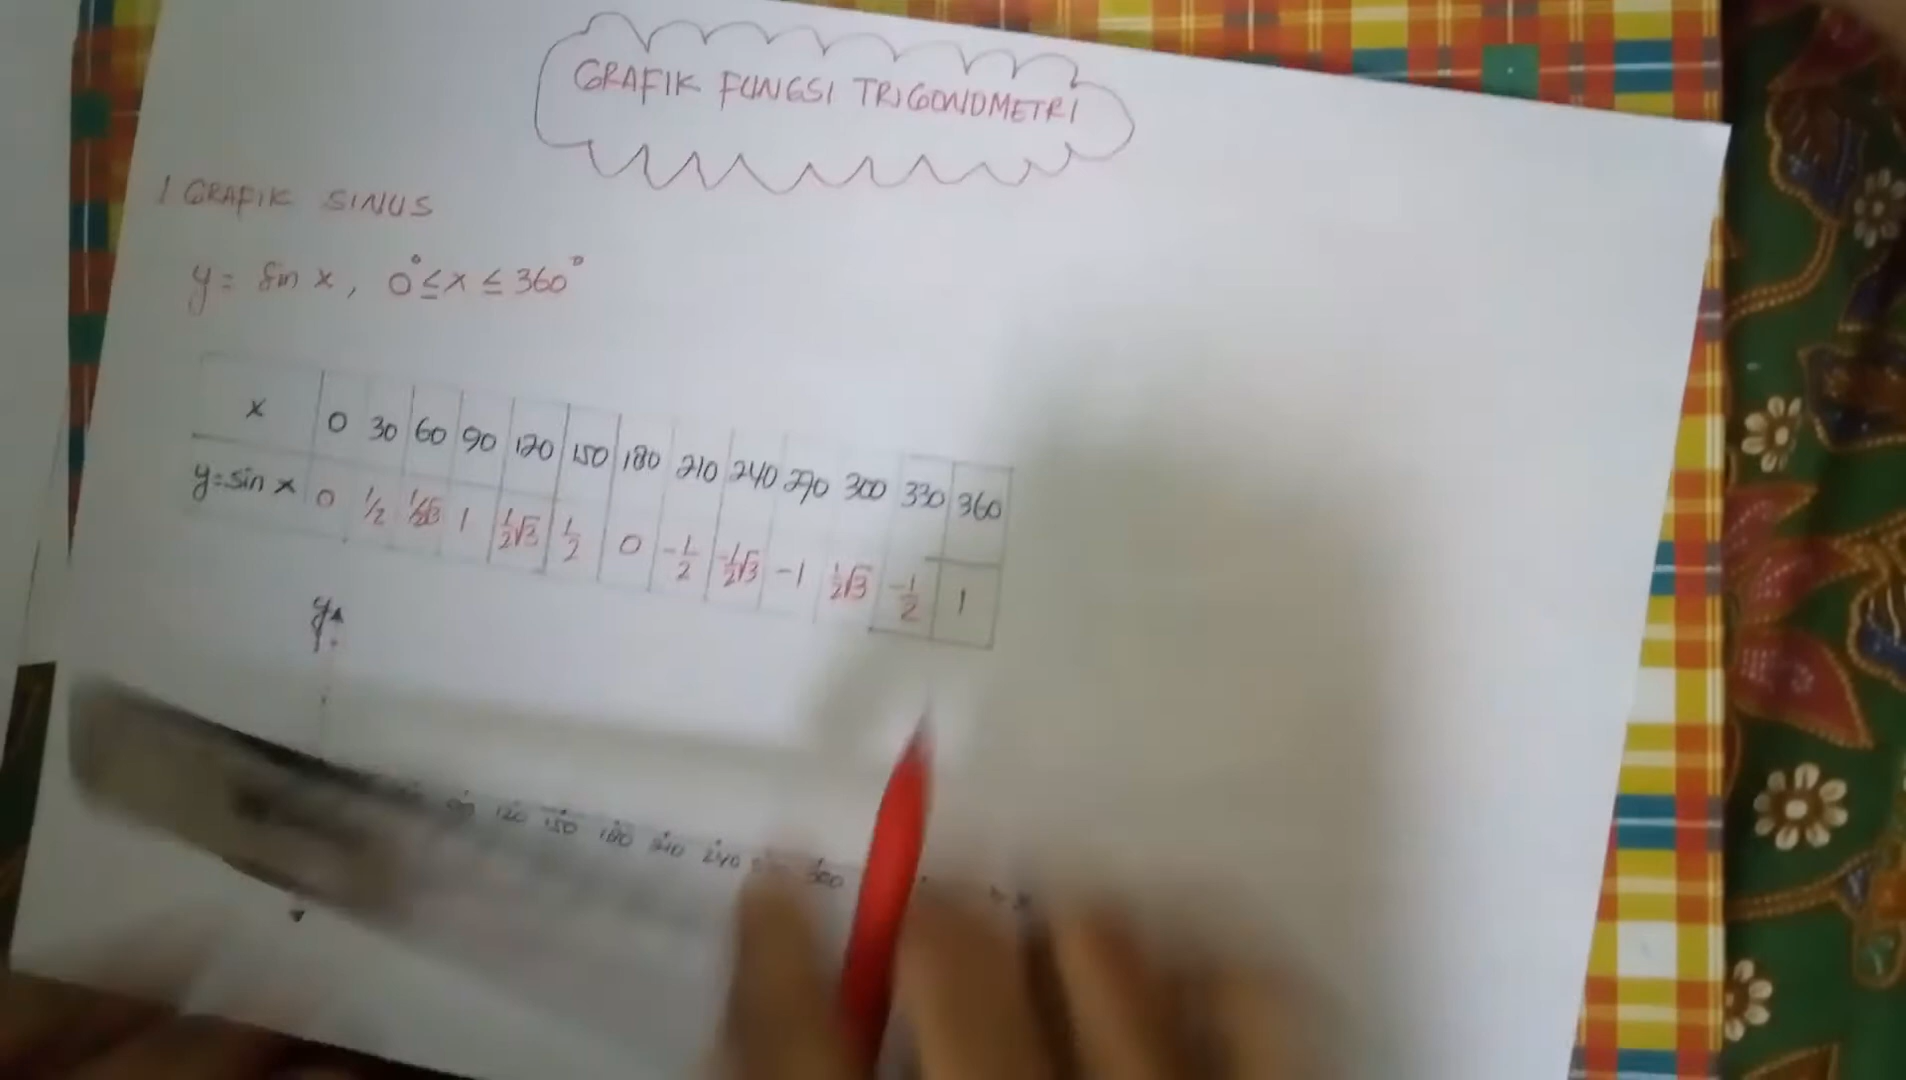 GRAFIK FUNGSI TRIGONOMETRI
1 GRAFIK SINUS
y = sin x, 0° ≤ x ≤ 360°
x 0 30 60 90 120 150 180 210 240 270 300 330 360
y=sin x 0 1/2 1/2√3 1 1/2√3 1/2 0 -1/2 -1/2√3 -1 1/2√3 -1/2 1
y
120 150 180 210 240 300 x